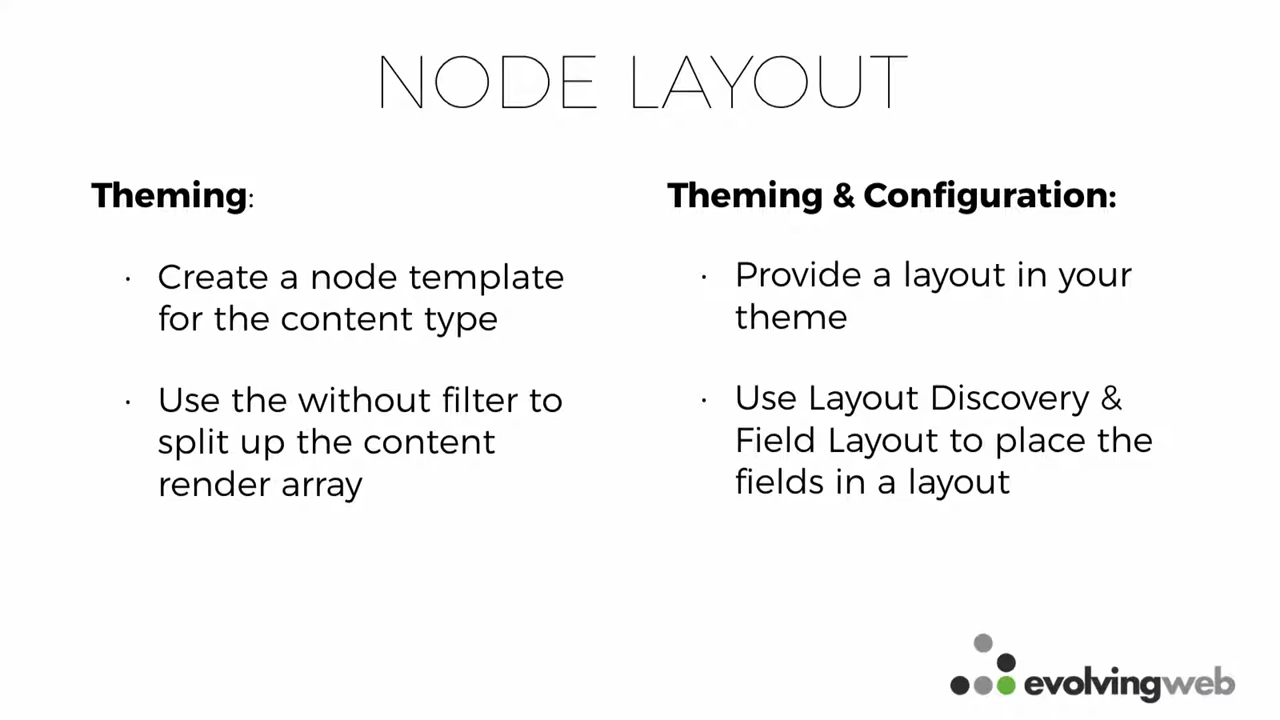 NODE LAYOUT
Theming:
· Create a node template
for the content type
· Use the without filter to
split up the content
render array
Theming & Configuration:
· Provide a layout in your
theme
· Use Layout Discovery &
Field Layout to place the
fields in a layout
evolvingweb